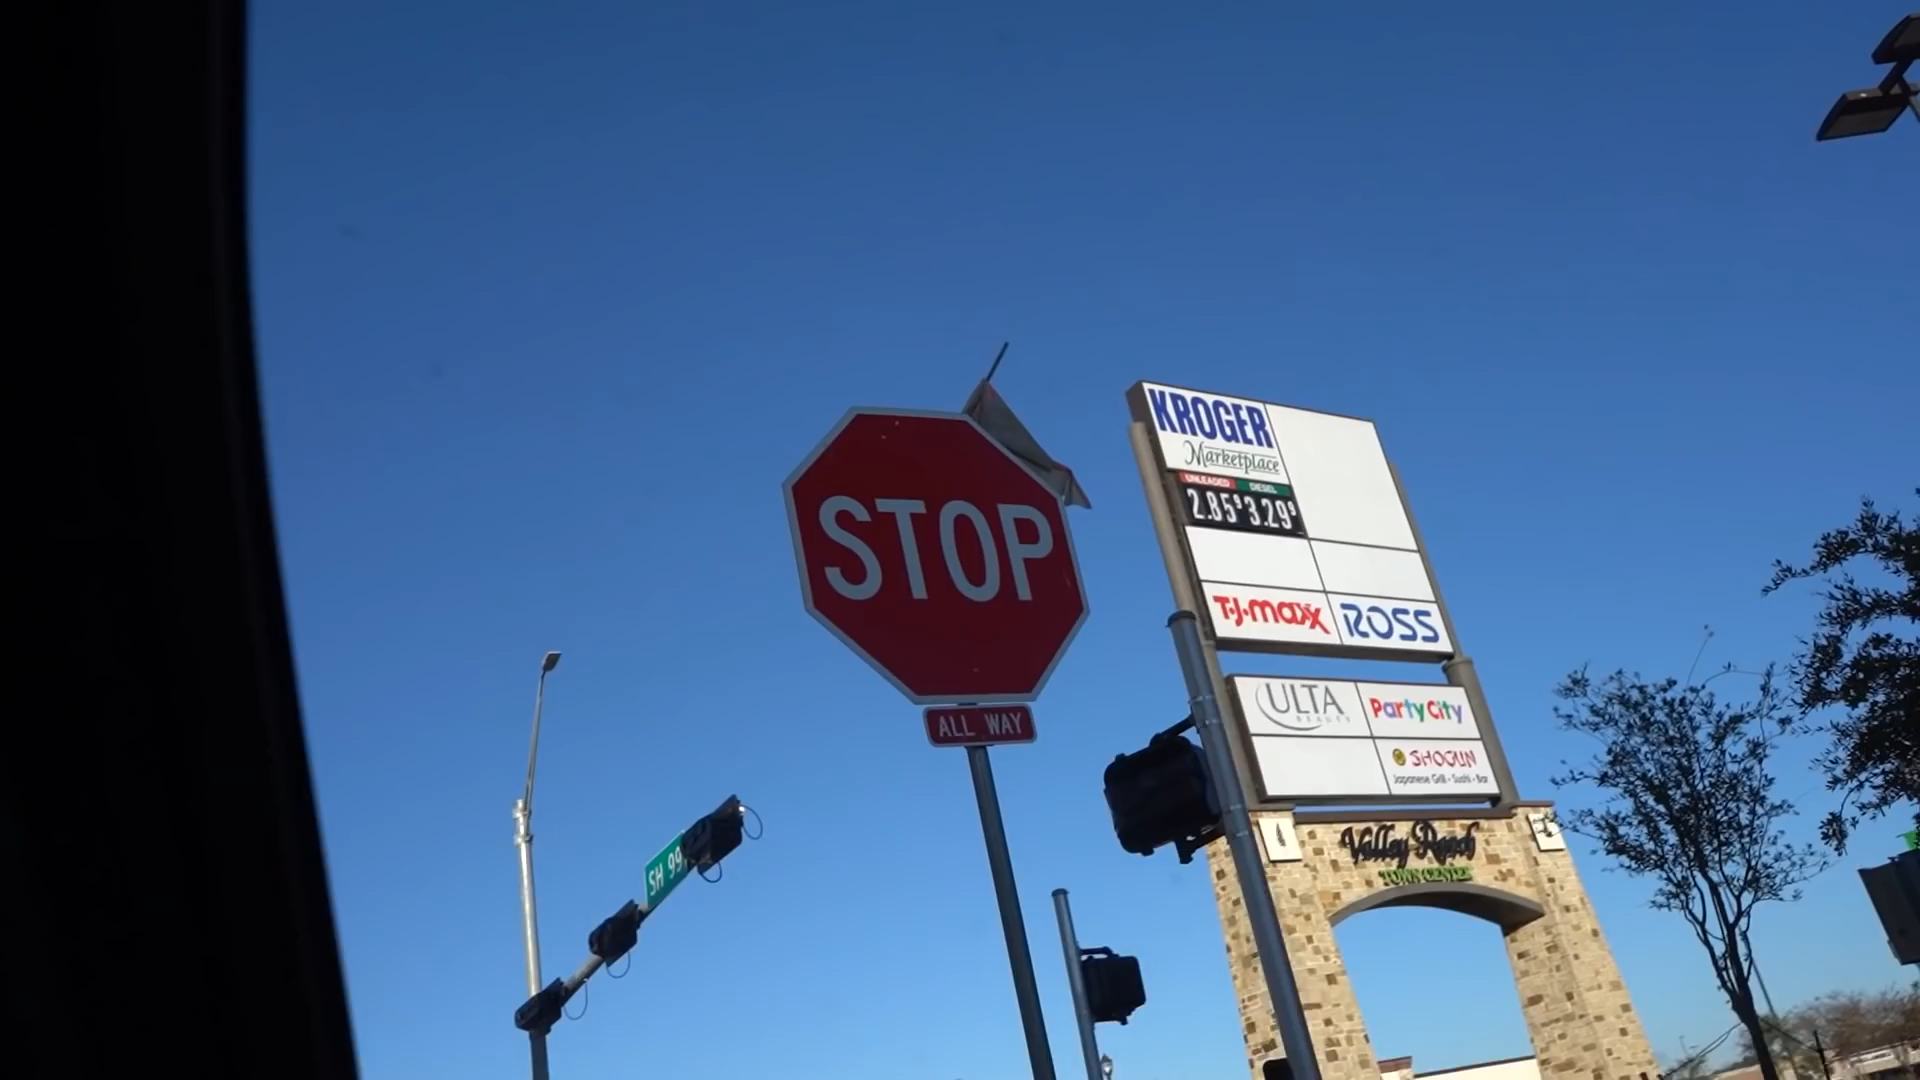 STOP
ALL WAY
SH 99
KROGER
Marketplace
UNLEADED DIESEL
2.85⁹ 3.29⁹
T·J·maxx
ROSS
ULTA
BEAUTY
Party City
SHOGUN
Japanese Grill • Sushi • Bar
Valley Ranch
TOWN CENTER